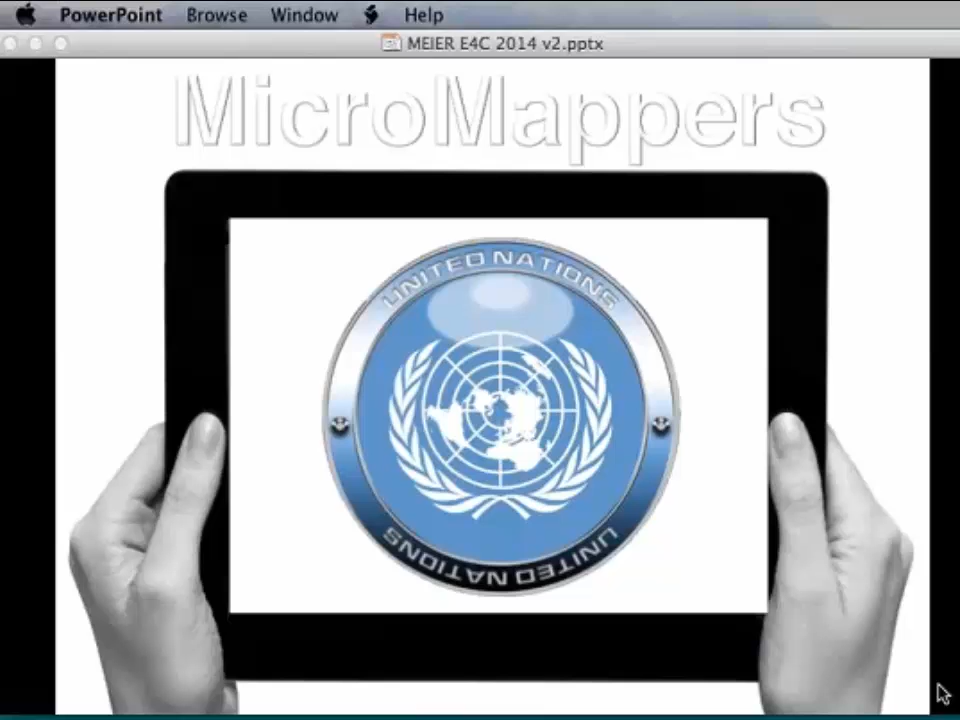 PowerPoint Browse Window Help
MEIER E4C 2014 v2.pptx
MicroMappers
UNITED NATIONS
UNITED NATIONS